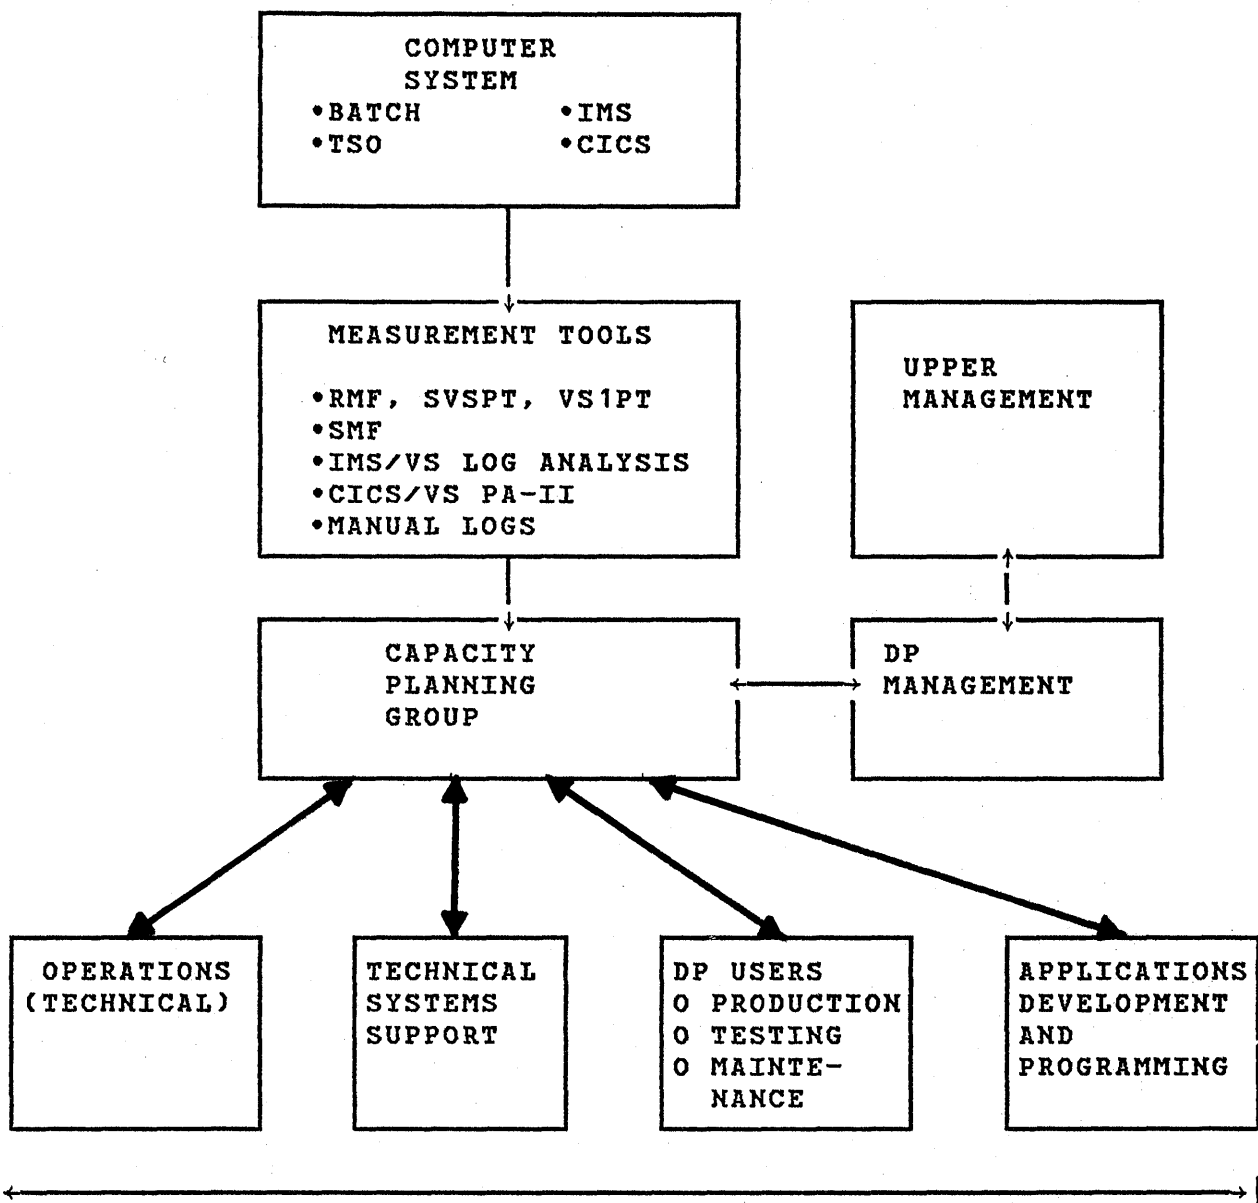 COMPUTER
SYSTEM
•BATCH •IMS
•TSO •CICS
MEASUREMENT TOOLS
•RMF, SVSPT, VS1PT
•SMF
•IMS/VS LOG ANALYSIS
•CICS/VS PA-II
•MANUAL LOGS
UPPER
MANAGEMENT
CAPACITY
PLANNING
GROUP
DP
MANAGEMENT
OPERATIONS
(TECHNICAL)
TECHNICAL
SYSTEMS
SUPPORT
DP USERS
O PRODUCTION
O TESTING
O MAINTE-
NANCE
APPLICATIONS
DEVELOPMENT
AND
PROGRAMMING